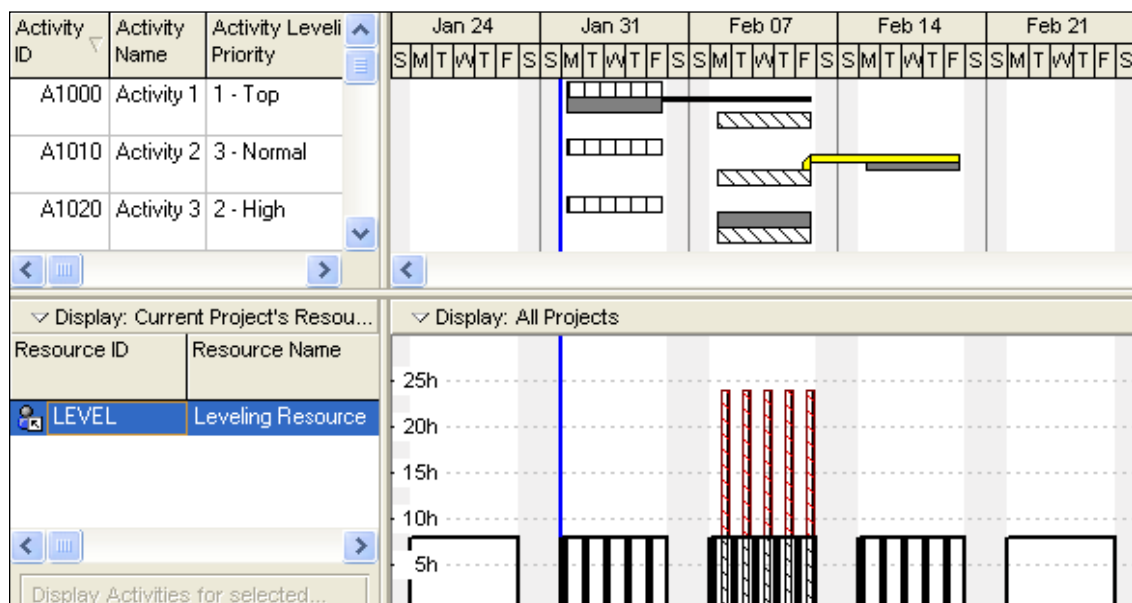 Activity ID Activity Name Activity Leveli Priority Jan 24 Jan 31 Feb 07 Feb 14 Feb 21
S M T W T F S S M T W T F S S M T W T F S S M T W T F S S M T W T F S
A1000 Activity 1 1 - Top
A1010 Activity 2 3 - Normal
A1020 Activity 3 2 - High
Display: Current Project's Resou... Display: All Projects
Resource ID Resource Name
25h
LEVEL Leveling Resource
20h
15h
10h
5h
Display Activities for selected...